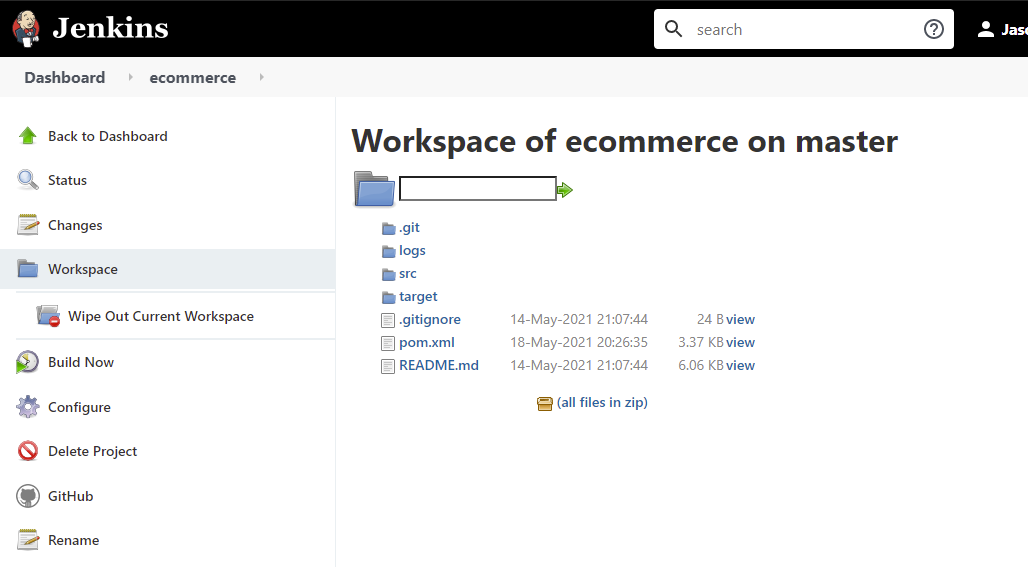 Jenkins
search
Jaso
Dashboard ecommerce
Back to Dashboard
Status
Changes
Workspace
Wipe Out Current Workspace
Build Now
Configure
Delete Project
GitHub
Rename
Workspace of ecommerce on master
.git
logs
src
target
.gitignore 14-May-2021 21:07:44 24 B view
pom.xml 18-May-2021 20:26:35 3.37 KB view
README.md 14-May-2021 21:07:44 6.06 KB view
(all files in zip)